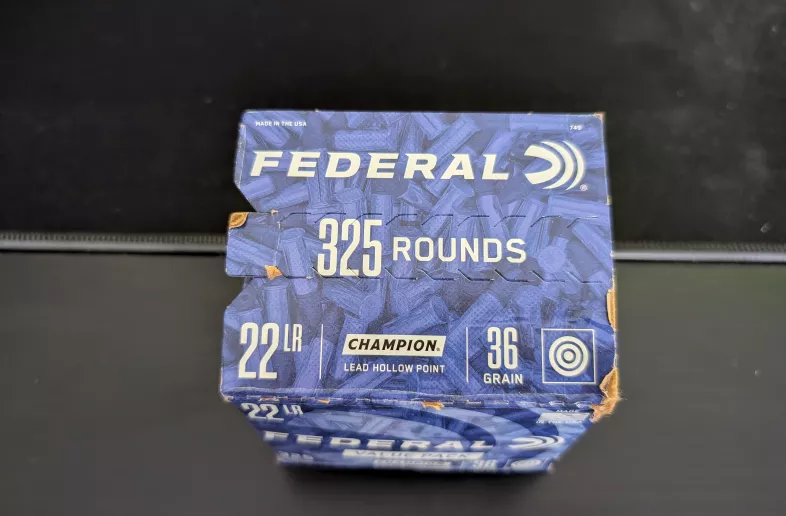 MADE IN THE USA
745
FEDERAL
®
325 ROUNDS
22 LR
CHAMPION.
LEAD HOLLOW POINT
36
GRAIN
22 LR
FEDERAL
VALUE PACK